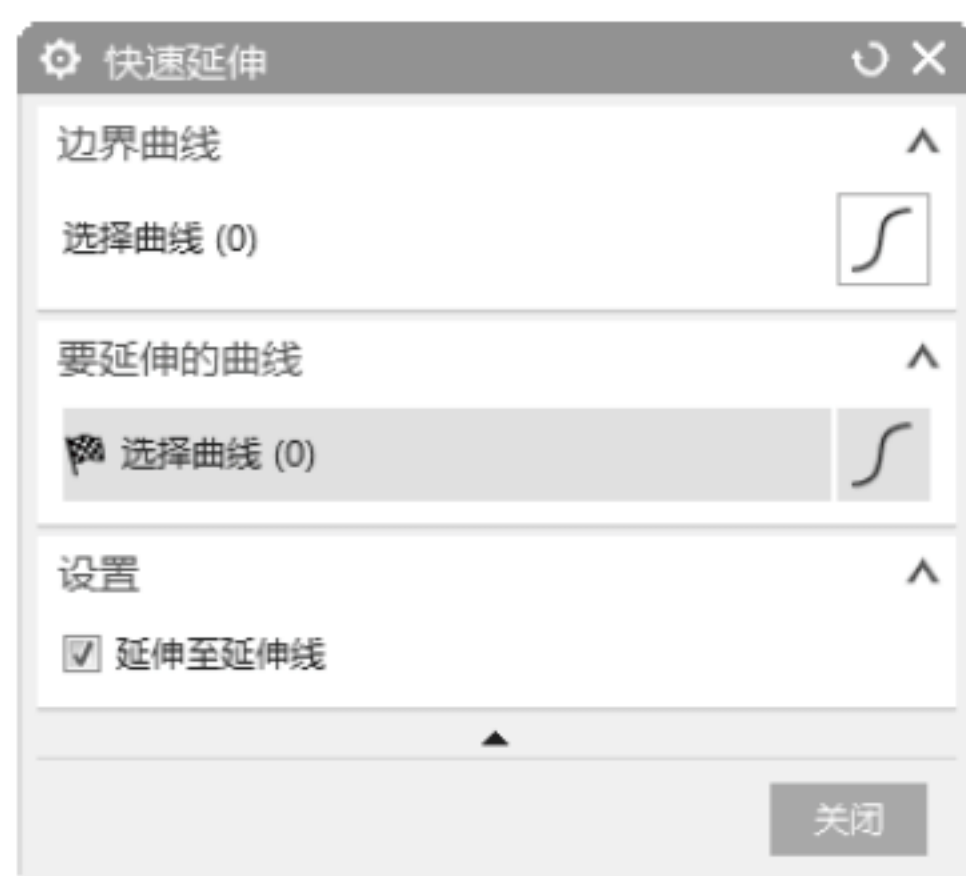 快速延伸
边界曲线
选择曲线 (0)
要延伸的曲线
选择曲线 (0)
设置
延伸至延伸线
关闭